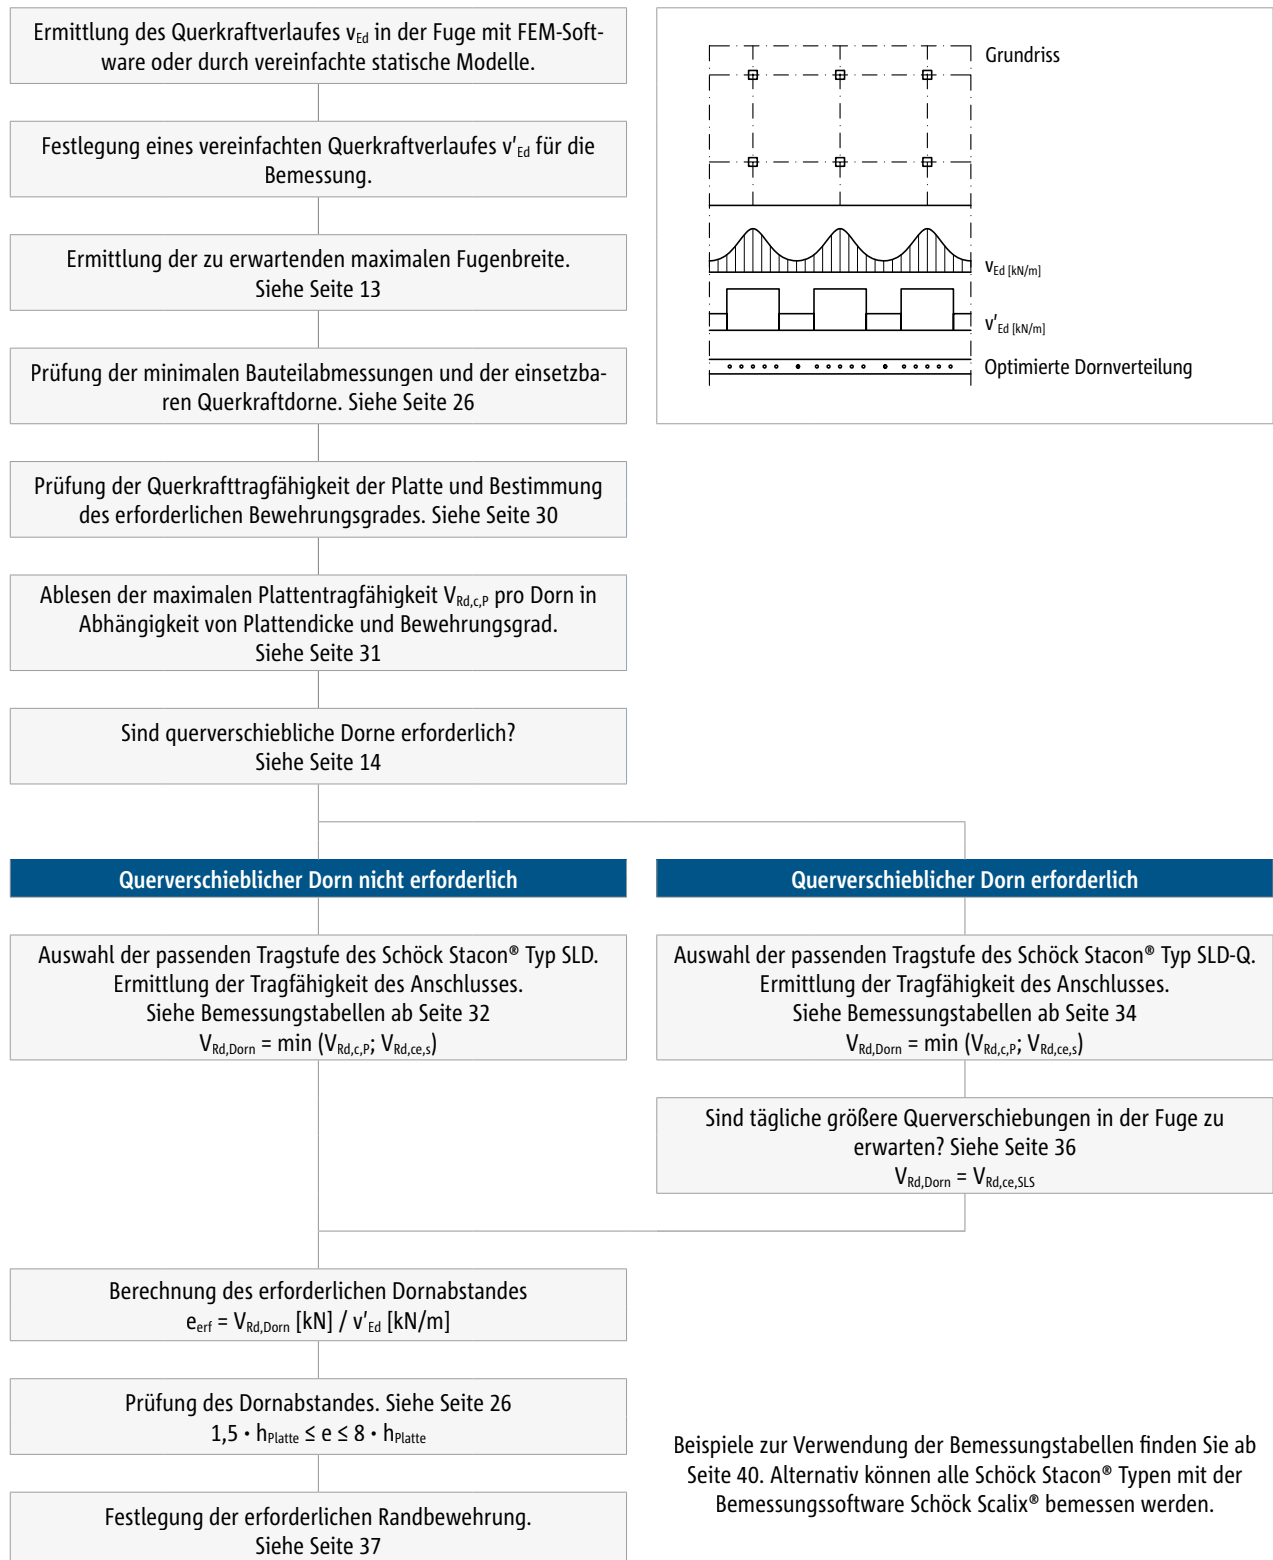 Ermittlung des Querkraftverlaufes vEd in der Fuge mit FEM-Soft-
ware oder durch vereinfachte statische Modelle.
Festlegung eines vereinfachten Querkraftverlaufes v'Ed für die
Bemessung.
Ermittlung der zu erwartenden maximalen Fugenbreite.
Siehe Seite 13
Prüfung der minimalen Bauteilabmessungen und der einsetzba-
ren Querkraftdorne. Siehe Seite 26
Prüfung der Querkrafttragfähigkeit der Platte und Bestimmung
des erforderlichen Bewehrungsgrades. Siehe Seite 30
Ablesen der maximalen Plattentragfähigkeit VRd,c,P pro Dorn in
Abhängigkeit von Plattendicke und Bewehrungsgrad.
Siehe Seite 31
Sind querverschiebliche Dorne erforderlich?
Siehe Seite 14
Grundriss
vEd [kN/m]
v'Ed [kN/m]
Optimierte Dornverteilung
Querverschieblicher Dorn nicht erforderlich
Auswahl der passenden Tragstufe des Schöck Stacon® Typ SLD.
Ermittlung der Tragfähigkeit des Anschlusses.
Siehe Bemessungstabellen ab Seite 32
VRd,Dorn = min (VRd,c,P; VRd,ce,s)
Querverschieblicher Dorn erforderlich
Auswahl der passenden Tragstufe des Schöck Stacon® Typ SLD-Q.
Ermittlung der Tragfähigkeit des Anschlusses.
Siehe Bemessungstabellen ab Seite 34
VRd,Dorn = min (VRd,c,P; VRd,ce,s)
Sind tägliche größere Querverschiebungen in der Fuge zu
erwarten? Siehe Seite 36
VRd,Dorn = VRd,ce,SLS
Berechnung des erforderlichen Dornabstandes
eerf = VRd,Dorn [kN] / v'Ed [kN/m]
Prüfung des Dornabstandes. Siehe Seite 26
1,5 • hPlatte ≤ e ≤ 8 • hPlatte
Festlegung der erforderlichen Randbewehrung.
Siehe Seite 37
Beispiele zur Verwendung der Bemessungstabellen finden Sie ab
Seite 40. Alternativ können alle Schöck Stacon® Typen mit der
Bemessungssoftware Schöck Scalix® bemessen werden.